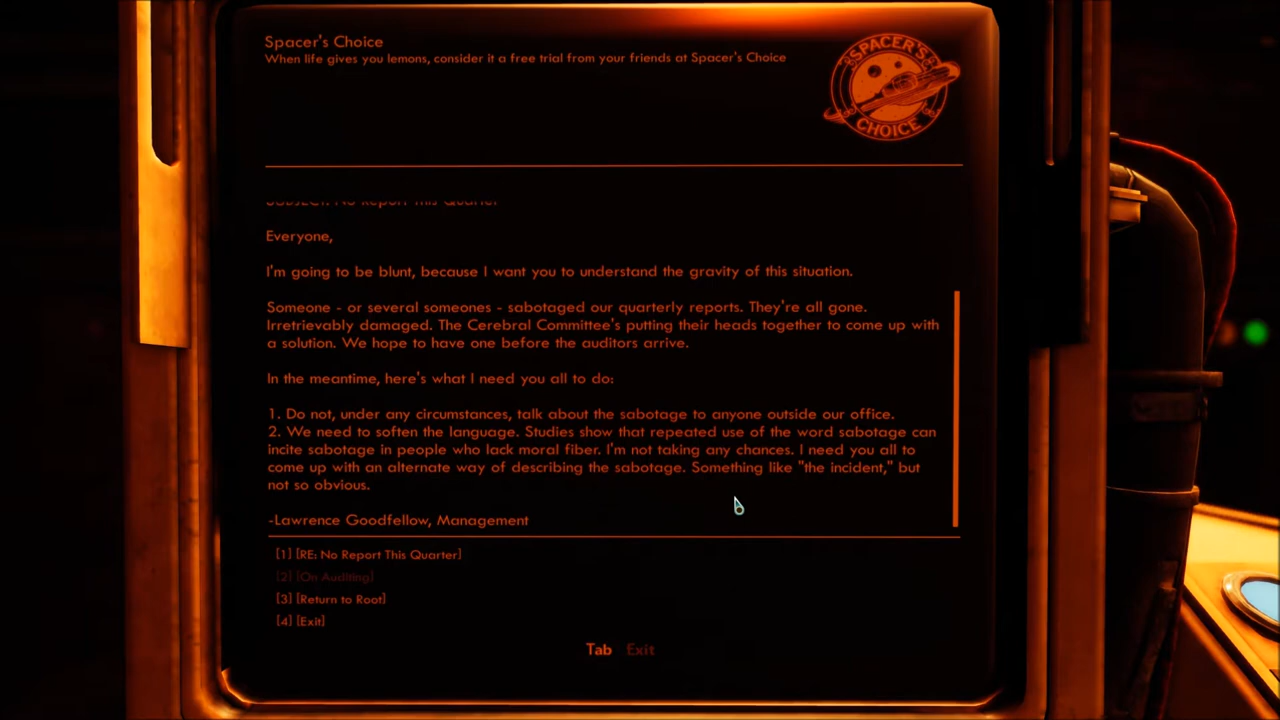 Spacer's Choice
When life gives you lemons, consider it a free trial from your friends at Spacer's Choice
SPACER'S
CHOICE
SUBJECT: No Report This Quarter
Everyone,
I'm going to be blunt, because I want you to understand the gravity of this situation.
Someone - or several someones - sabotaged our quarterly reports. They're all gone.
Irretrievably damaged. The Cerebral Committee's putting their heads together to come up with
a solution. We hope to have one before the auditors arrive.
In the meantime, here's what I need you all to do:
1. Do not, under any circumstances, talk about the sabotage to anyone outside our office.
2. We need to soften the language. Studies show that repeated use of the word sabotage can
incite sabotage in people who lack moral fiber. I'm not taking any chances. I need you all to
come up with an alternate way of describing the sabotage. Something like "the incident," but
not so obvious.
-Lawrence Goodfellow, Management
[1] [RE: No Report This Quarter]
[2] [On Auditing]
[3] [Return to Root]
[4] [Exit]
Tab Exit